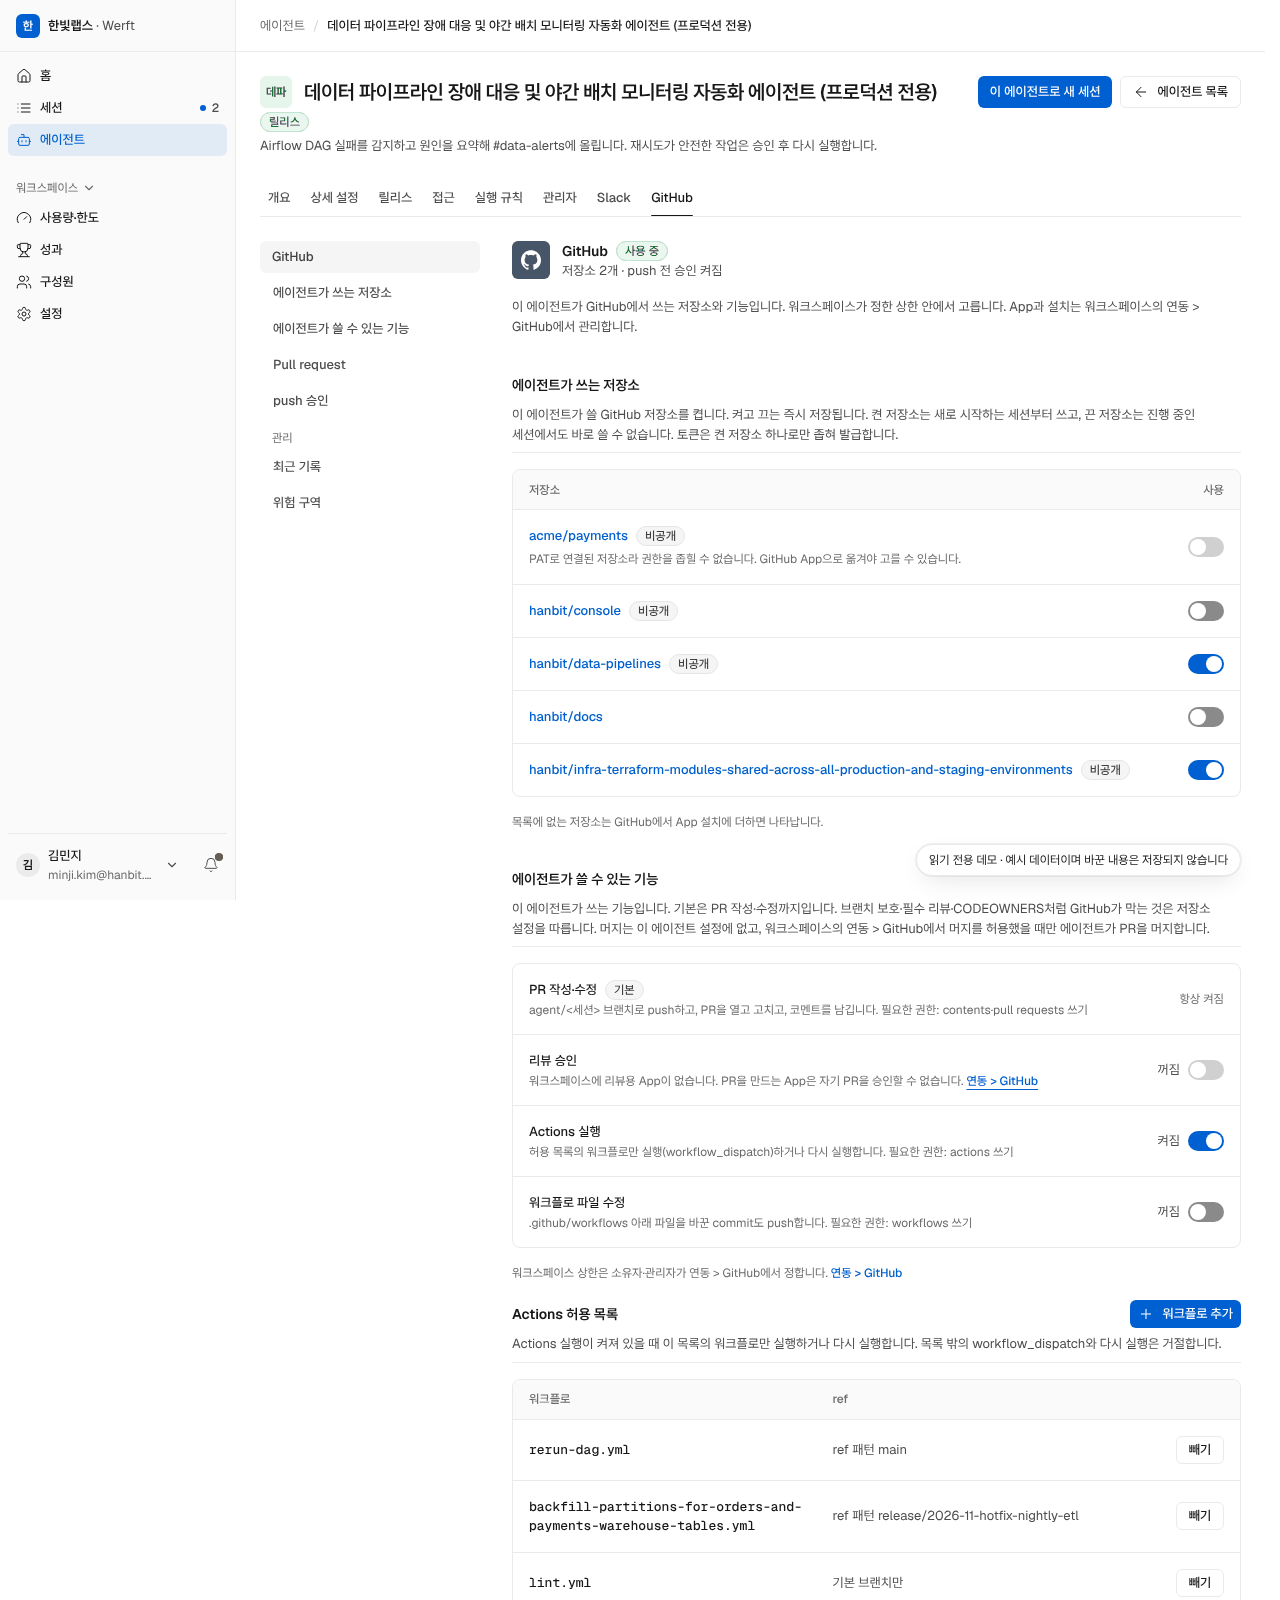 한 한빛랩스 · Werft
홈
세션 2
에이전트
워크스페이스
사용량·한도
성과
구성원
설정
김 김민지
minji.kim@hanbit....
에이전트 / 데이터 파이프라인 장애 대응 및 야간 배치 모니터링 자동화 에이전트 (프로덕션 전용)
데파 데이터 파이프라인 장애 대응 및 야간 배치 모니터링 자동화 에이전트 (프로덕션 전용)
릴리스
이 에이전트로 새 세션
에이전트 목록
Airflow DAG 실패를 감지하고 원인을 요약해 #data-alerts에 올립니다. 재시도가 안전한 작업은 승인 후 다시 실행합니다.
개요 상세 설정 릴리스 접근 실행 규칙 관리자 Slack GitHub
GitHub
에이전트가 쓰는 저장소
에이전트가 쓸 수 있는 기능
Pull request
push 승인
관리
최근 기록
위험 구역
GitHub 사용 중
저장소 2개 · push 전 승인 켜짐
이 에이전트가 GitHub에서 쓰는 저장소와 기능입니다. 워크스페이스가 정한 상한 안에서 고릅니다. App과 설치는 워크스페이스의 연동 >
GitHub에서 관리합니다.
에이전트가 쓰는 저장소
이 에이전트가 쓸 GitHub 저장소를 켭니다. 켜고 끄는 즉시 저장됩니다. 켠 저장소는 새로 시작하는 세션부터 쓰고, 끈 저장소는 진행 중인
세션에서도 바로 쓸 수 없습니다. 토큰은 켠 저장소 하나로만 좁혀 발급합니다.
저장소 사용
acme/payments 비공개
PAT로 연결된 저장소라 권한을 좁힐 수 없습니다. GitHub App으로 옮겨야 고를 수 있습니다.
hanbit/console 비공개
hanbit/data-pipelines 비공개
hanbit/docs
hanbit/infra-terraform-modules-shared-across-all-production-and-staging-environments 비공개
목록에 없는 저장소는 GitHub에서 App 설치에 더하면 나타납니다.
읽기 전용 데모 · 예시 데이터이며 바꾼 내용은 저장되지 않습니다
에이전트가 쓸 수 있는 기능
이 에이전트가 쓰는 기능입니다. 기본은 PR 작성·수정까지입니다. 브랜치 보호·필수 리뷰·CODEOWNERS처럼 GitHub가 막는 것은 저장소
설정을 따릅니다. 머지는 이 에이전트 설정에 없고, 워크스페이스의 연동 > GitHub에서 머지를 허용했을 때만 에이전트가 PR을 머지합니다.
PR 작성·수정 기본
agent/<세션> 브랜치로 push하고, PR을 열고 고치고, 코멘트를 남깁니다. 필요한 권한: contents·pull requests 쓰기
항상 켜짐
리뷰 승인
워크스페이스에 리뷰용 App이 없습니다. PR을 만드는 App은 자기 PR을 승인할 수 없습니다. 연동 > GitHub
꺼짐
Actions 실행
허용 목록의 워크플로만 실행(workflow_dispatch)하거나 다시 실행합니다. 필요한 권한: actions 쓰기
켜짐
워크플로 파일 수정
.github/workflows 아래 파일을 바꾼 commit도 push합니다. 필요한 권한: workflows 쓰기
꺼짐
워크스페이스 상한은 소유자·관리자가 연동 > GitHub에서 정합니다. 연동 > GitHub
Actions 허용 목록
워크플로 추가
Actions 실행이 켜져 있을 때 이 목록의 워크플로만 실행하거나 다시 실행합니다. 목록 밖의 workflow_dispatch와 다시 실행은 거절합니다.
워크플로 ref
rerun-dag.yml ref 패턴 main 빼기
backfill-partitions-for-orders-and-
payments-warehouse-tables.yml
ref 패턴 release/2026-11-hotfix-nightly-etl 빼기
lint.yml 기본 브랜치만 빼기